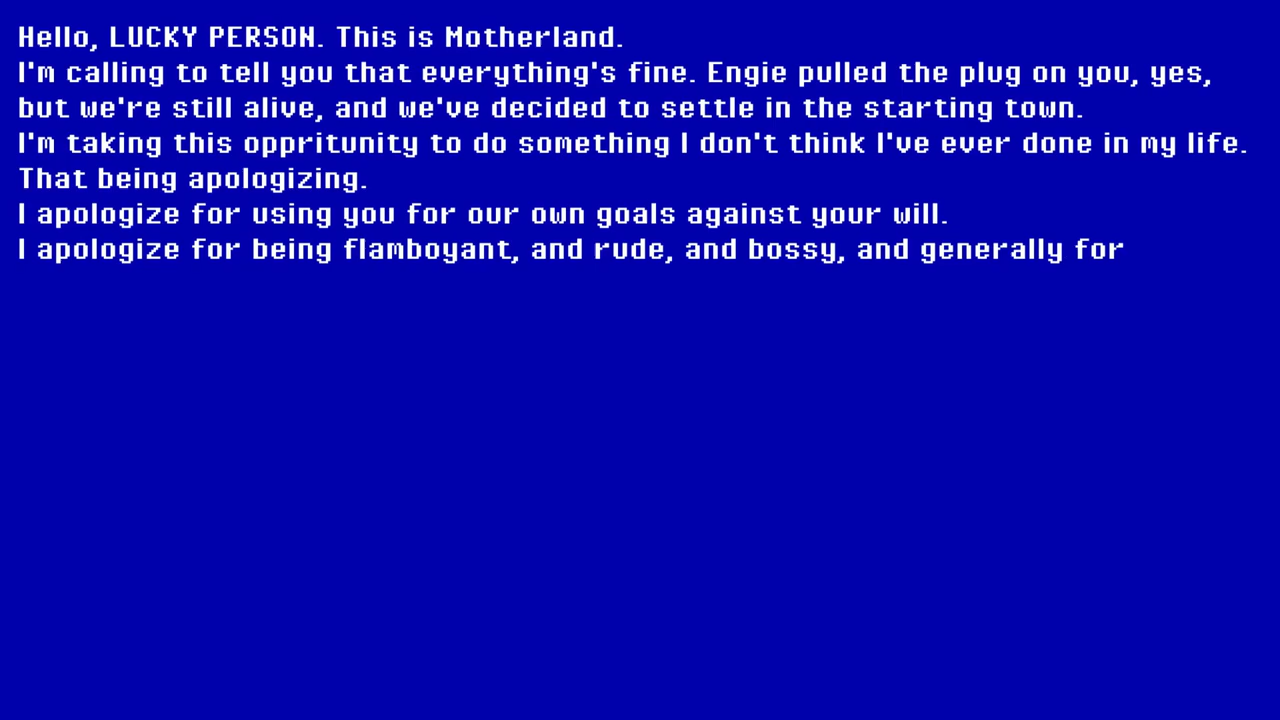 Hello, LUCKY PERSON. This is Motherland.
I'm calling to tell you that everything's fine. Engie pulled the plug on you, yes,
but we're still alive, and we've decided to settle in the starting town.
I'm taking this oppritunity to do something I don't think I've ever done in my life.
That being apologizing.
I apologize for using you for our own goals against your will.
I apologize for being flamboyant, and rude, and bossy, and generally for